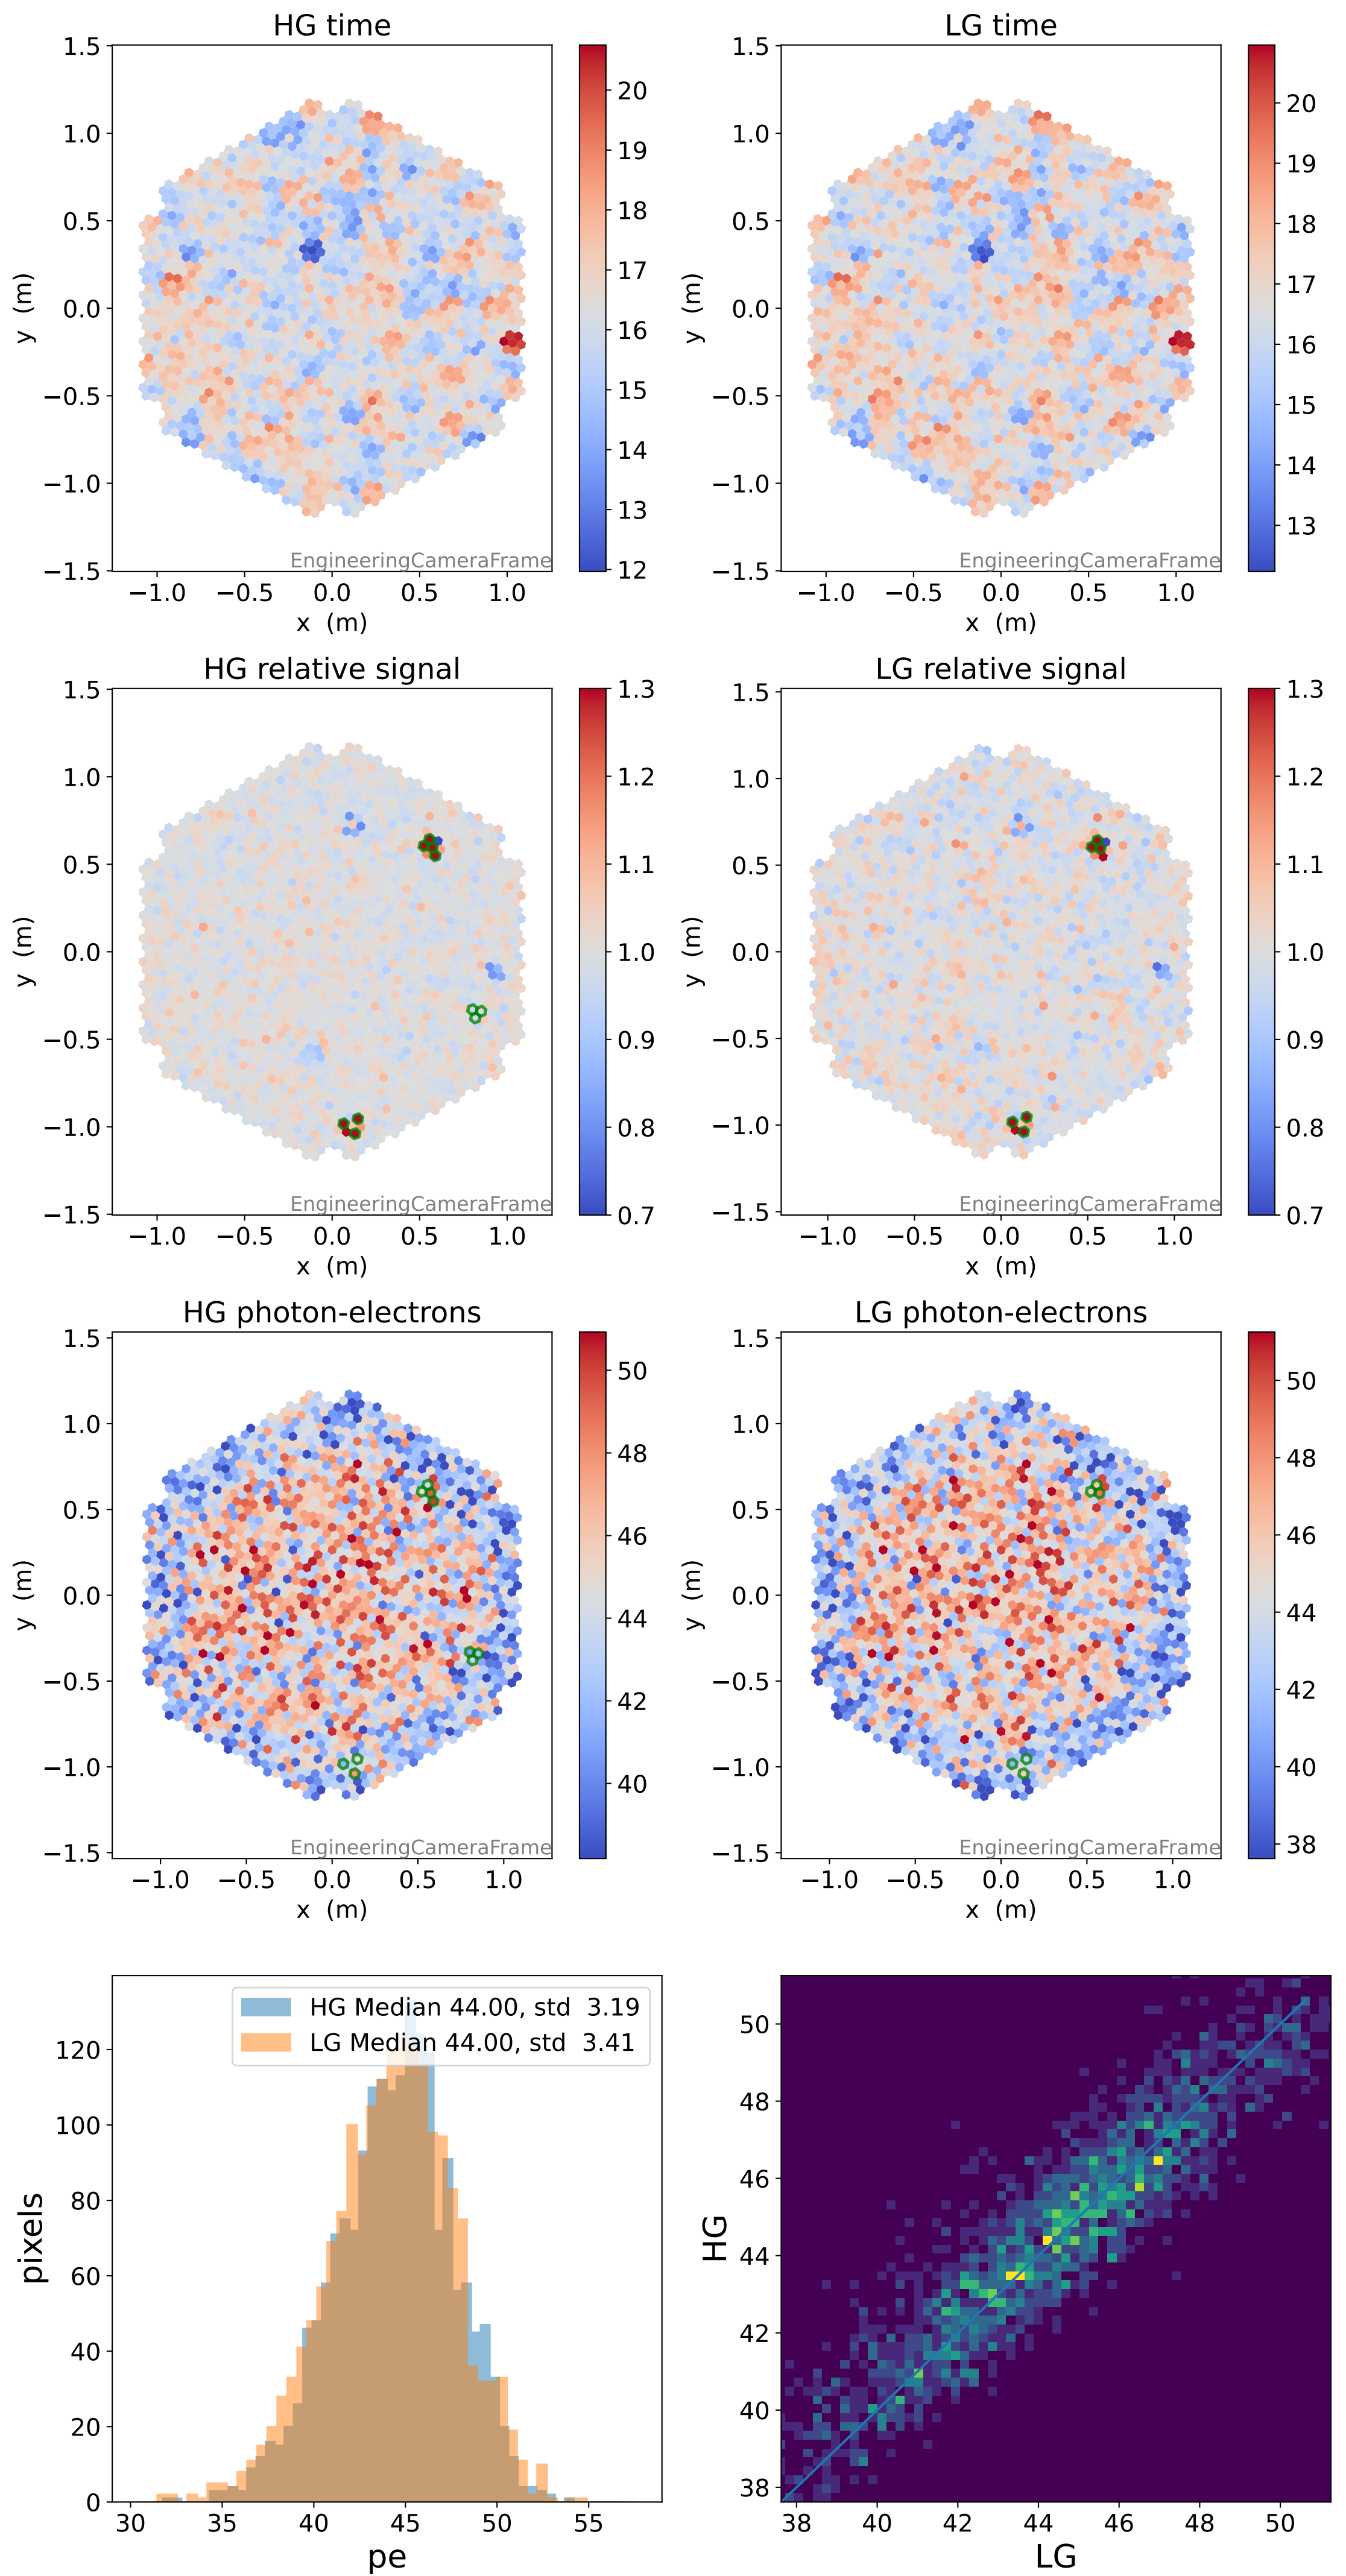 HG time
LG time
1.5
1.0
0.5
0.0
−0.5
−1.0
−1.5
y (m)
−1.0 −0.5 0.0 0.5 1.0
x (m)
EngineeringCameraFrame
20
19
18
17
16
15
14
13
12
1.5
1.0
0.5
0.0
−0.5
−1.0
−1.5
y (m)
−1.0 −0.5 0.0 0.5 1.0
x (m)
EngineeringCameraFrame
20
19
18
17
16
15
14
13
HG relative signal
LG relative signal
1.5
1.0
0.5
0.0
−0.5
−1.0
−1.5
y (m)
−1.0 −0.5 0.0 0.5 1.0
x (m)
EngineeringCameraFrame
1.3
1.2
1.1
1.0
0.9
0.8
0.7
1.5
1.0
0.5
0.0
−0.5
−1.0
−1.5
y (m)
−1.0 −0.5 0.0 0.5 1.0
x (m)
EngineeringCameraFrame
1.3
1.2
1.1
1.0
0.9
0.8
0.7
HG photon-electrons
LG photon-electrons
1.5
1.0
0.5
0.0
−0.5
−1.0
−1.5
y (m)
−1.0 −0.5 0.0 0.5 1.0
x (m)
EngineeringCameraFrame
50
48
46
44
42
40
1.5
1.0
0.5
0.0
−0.5
−1.0
−1.5
y (m)
−1.0 −0.5 0.0 0.5 1.0
x (m)
EngineeringCameraFrame
50
48
46
44
42
40
38
HG Median 44.00, std 3.19
LG Median 44.00, std 3.41
120
100
80
60
40
20
0
pixels
30 35 40 45 50 55
pe
50
48
46
44
42
40
38
HG
38 40 42 44 46 48 50
LG